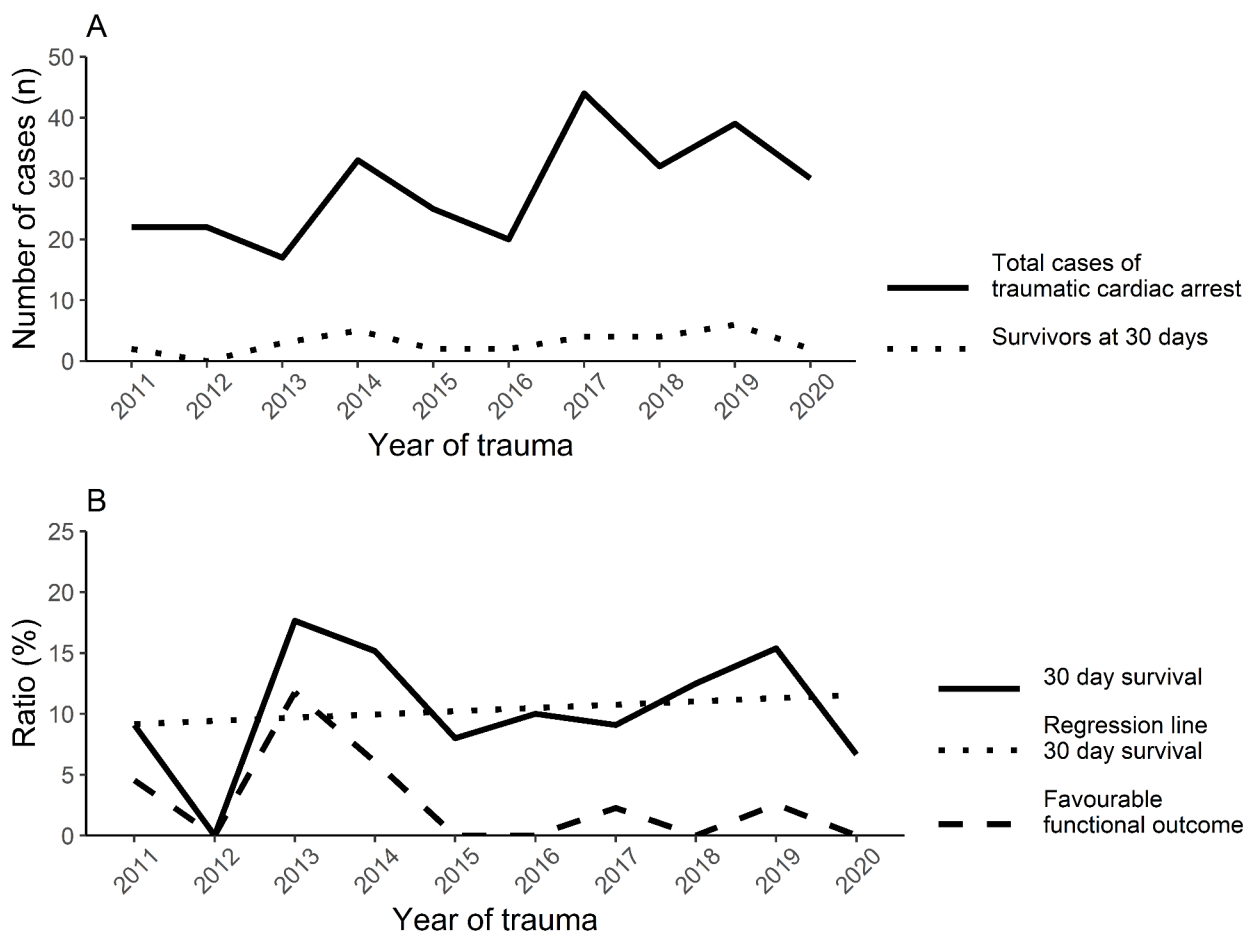 A
Number of cases (n)
50
40
30
20
10
0
2011
2012
2013
2014
2015
2016
2017
2018
2019
2020
Year of trauma
Total cases of
traumatic cardiac arrest
Survivors at 30 days
B
Ratio (%)
25
20
15
10
5
0
2011
2012
2013
2014
2015
2016
2017
2018
2019
2020
Year of trauma
30 day survival
Regression line
30 day survival
Favourable
functional outcome